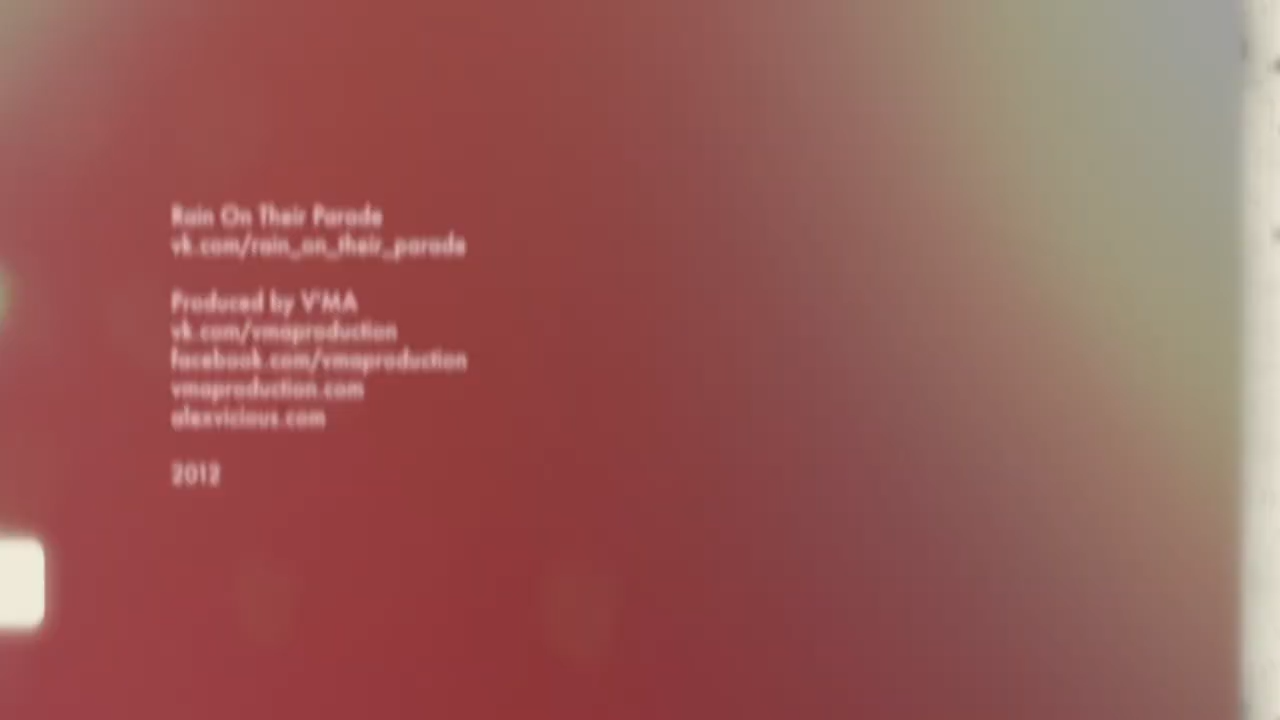 Rain On Their Parade
vk.com/rain_on_their_parade
Produced by V'MA
vk.com/vmaproduction
facebook.com/vmaproduction
vmaproduction.com
alexvicious.com
2012